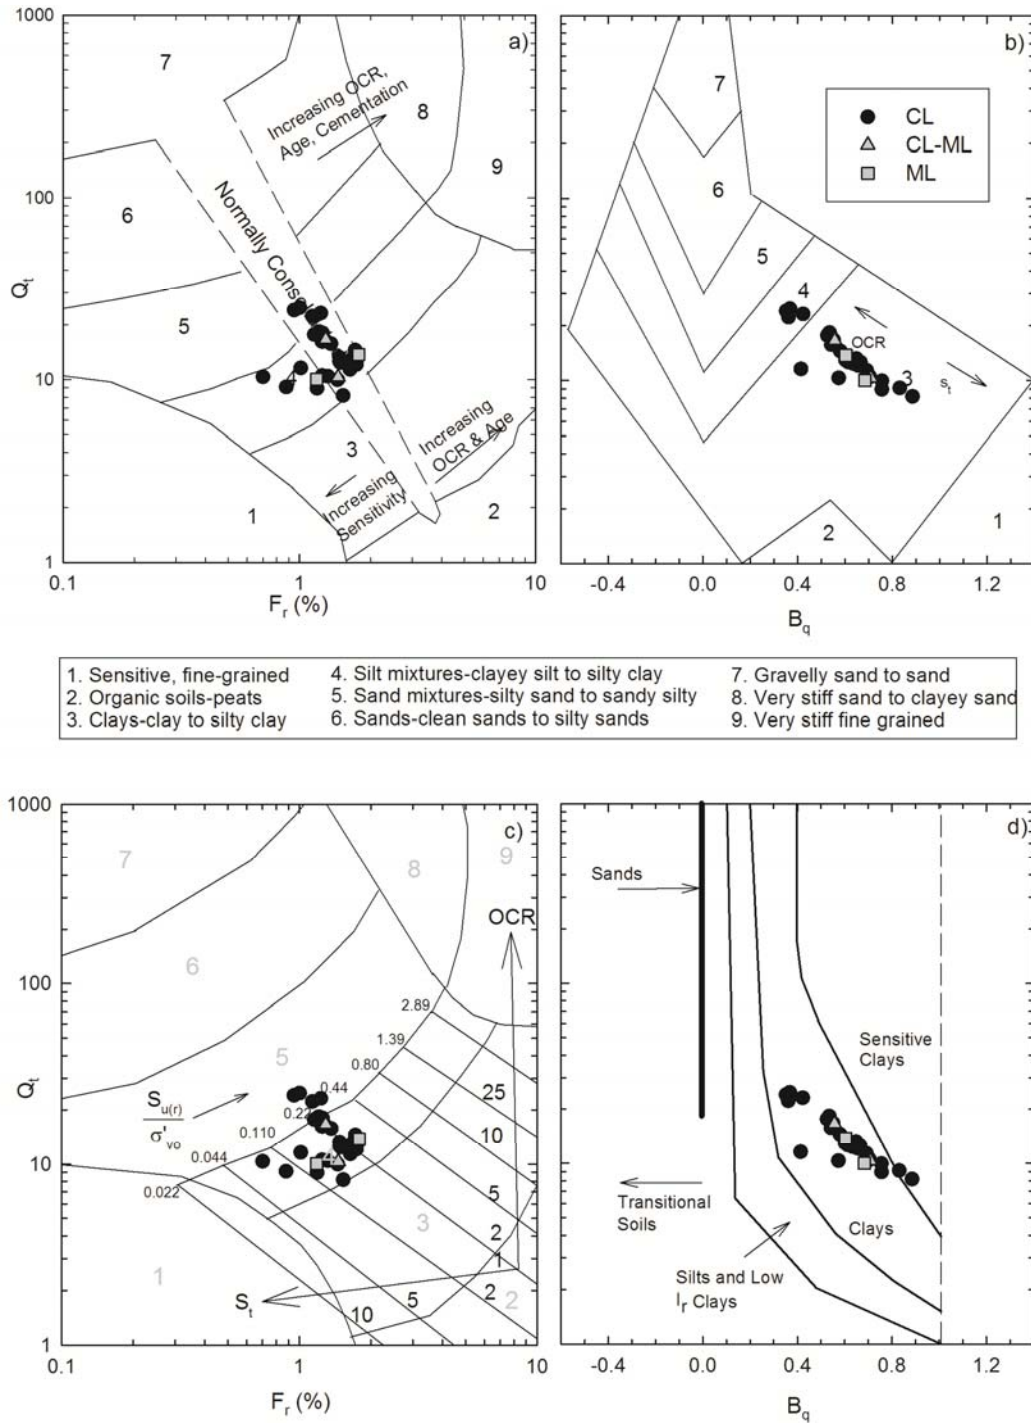 1000
100
10
1
Q_t
a)
7
8
9
6
5
4
3
1
2
Increasing OCR,
Age, Cementation
Normally Conso
Increasing
OCR & Age
Increasing
Sensitivity
0.1
1
10
F_r (%)
b)
CL
CL-ML
ML
7
6
5
4
3
2
1
OCR
s_t
-0.4
0.0
0.4
0.8
1.2
B_q
1. Sensitive, fine-grained
2. Organic soils-peats
3. Clays-clay to silty clay
4. Silt mixtures-clayey silt to silty clay
5. Sand mixtures-silty sand to sandy silty
6. Sands-clean sands to silty sands
7. Gravelly sand to sand
8. Very stiff sand to clayey sand
9. Very stiff fine grained
1000
100
10
1
Q_t
c)
7
8
9
6
5
3
1
2
OCR
2.89
1.39
0.80
0.44
0.22
0.110
0.044
0.022
S_u(r)
σ'_vo
25
10
5
2
1
2
5
10
S_t
0.1
1
10
F_r (%)
d)
Sands
Sensitive
Clays
Transitional
Soils
Clays
Silts and Low
I_r Clays
-0.4
0.0
0.4
0.8
1.2
B_q